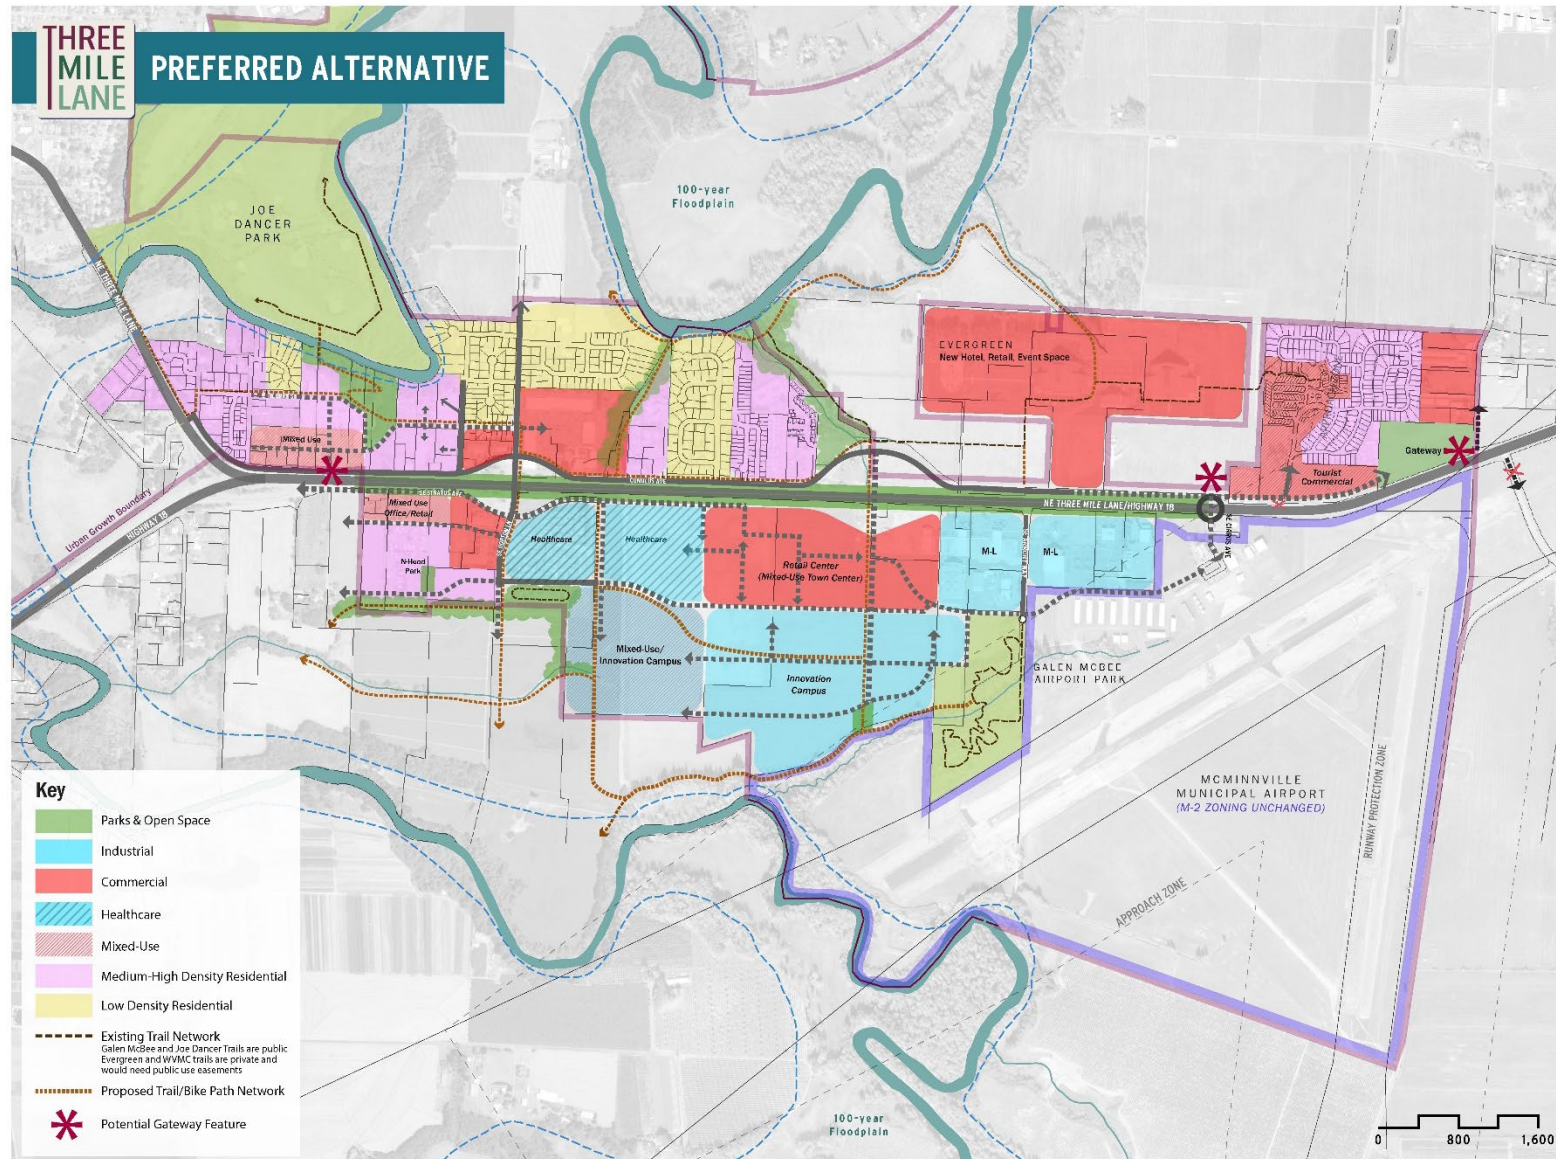 THREE
MILE
LANE
PREFERRED ALTERNATIVE
100-year
Floodplain
JOE
DANCER
PARK
NE THREE MILE LANE
EVERGREEN
New Hotel, Retail, Event Space
Mixed Use
Gateway
Tourist
Commercial
Urban Growth Boundary
HIGHWAY 18
NE THREE MILE LANE/HIGHWAY 18
Mixed Use
Office/Retail
N-Hood
Park
Healthcare
Healthcare
Retail Center
(Mixed-Use Town Center)
M-L
M-L
Mixed-Use/
Innovation Campus
Innovation
Campus
GALEN MCBEE
AIRPORT PARK
MCMINNVILLE
MUNICIPAL AIRPORT
(M-2 ZONING UNCHANGED)
RUNWAY PROTECTION ZONE
APPROACH ZONE
Key
Parks & Open Space
Industrial
Commercial
Healthcare
Mixed-Use
Medium-High Density Residential
Low Density Residential
Existing Trail Network
Galen McBee and Joe Dancer Trails are public
Evergreen and WVMC trails are private and
would need public use easements
Proposed Trail/Bike Path Network
Potential Gateway Feature
100-year
Floodplain
0 800 1,600